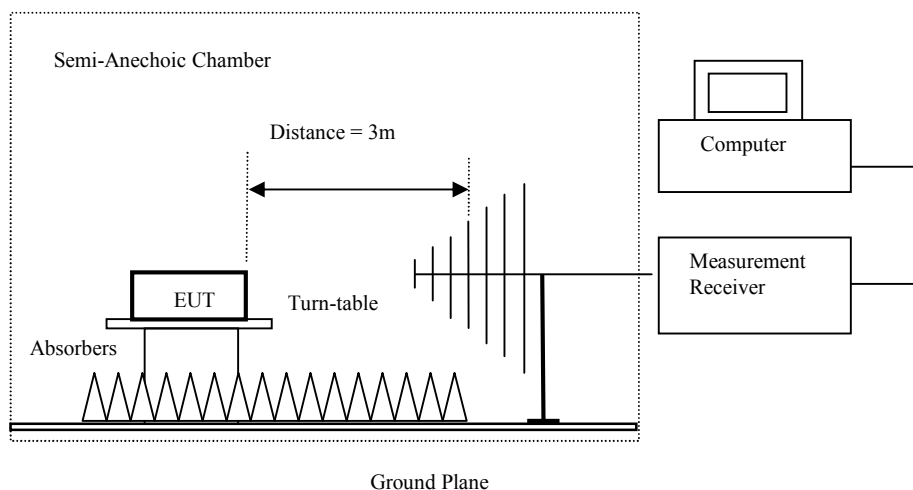 Semi-Anechoic Chamber
Distance = 3m
Computer
Measurement
Receiver
EUT
Turn-table
Absorbers
Ground Plane